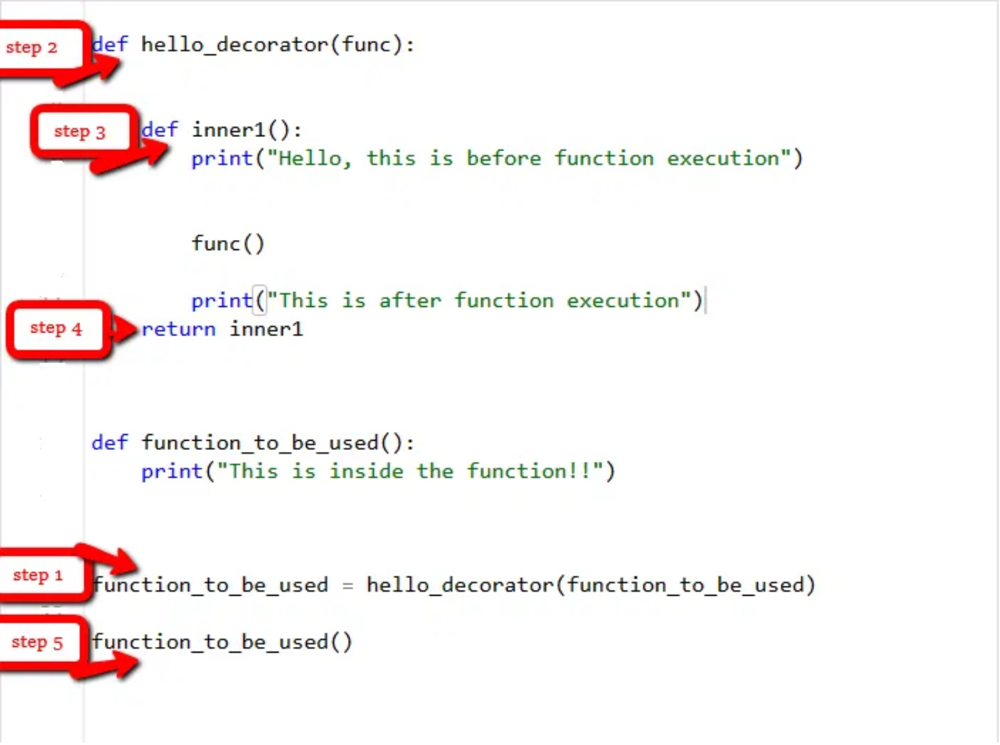 step 2
def hello_decorator(func):
step 3
def inner1():
print("Hello, this is before function execution")
func()
print("This is after function execution")
step 4
return inner1
def function_to_be_used():
print("This is inside the function!!")
step 1
function_to_be_used = hello_decorator(function_to_be_used)
step 5
function_to_be_used()